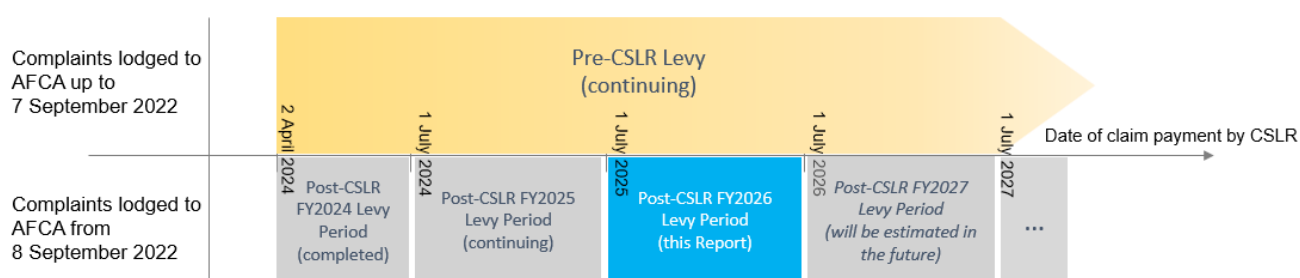 Complaints lodged to
AFCA up to
7 September 2022
Pre-CSLR Levy
(continuing)
2 April 2024
1 July 2024
1 July 2025
1 July 2026
1 July 2027
Date of claim payment by CSLR
Complaints lodged to
AFCA from
8 September 2022
Post-CSLR
FY2024 Levy
Period
(completed)
Post-CSLR FY2025
Levy Period
(continuing)
Post-CSLR FY2026
Levy Period
(this Report)
Post-CSLR FY2027
Levy Period
(will be estimated in
the future)
...